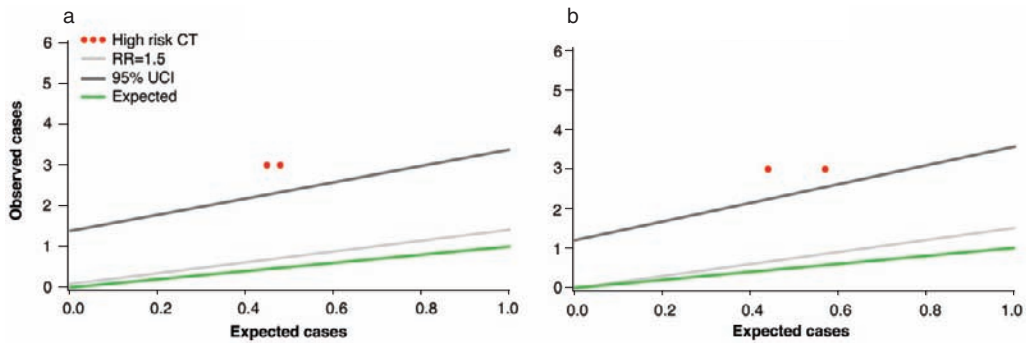 a
High risk CT
RR=1.5
95% UCI
Expected
6
5
4
3
2
1
0
Observed cases
0.0 0.2 0.4 0.6 0.8 1.0
Expected cases
b
6
5
4
3
2
1
0
0.0 0.2 0.4 0.6 0.8 1.0
Expected cases